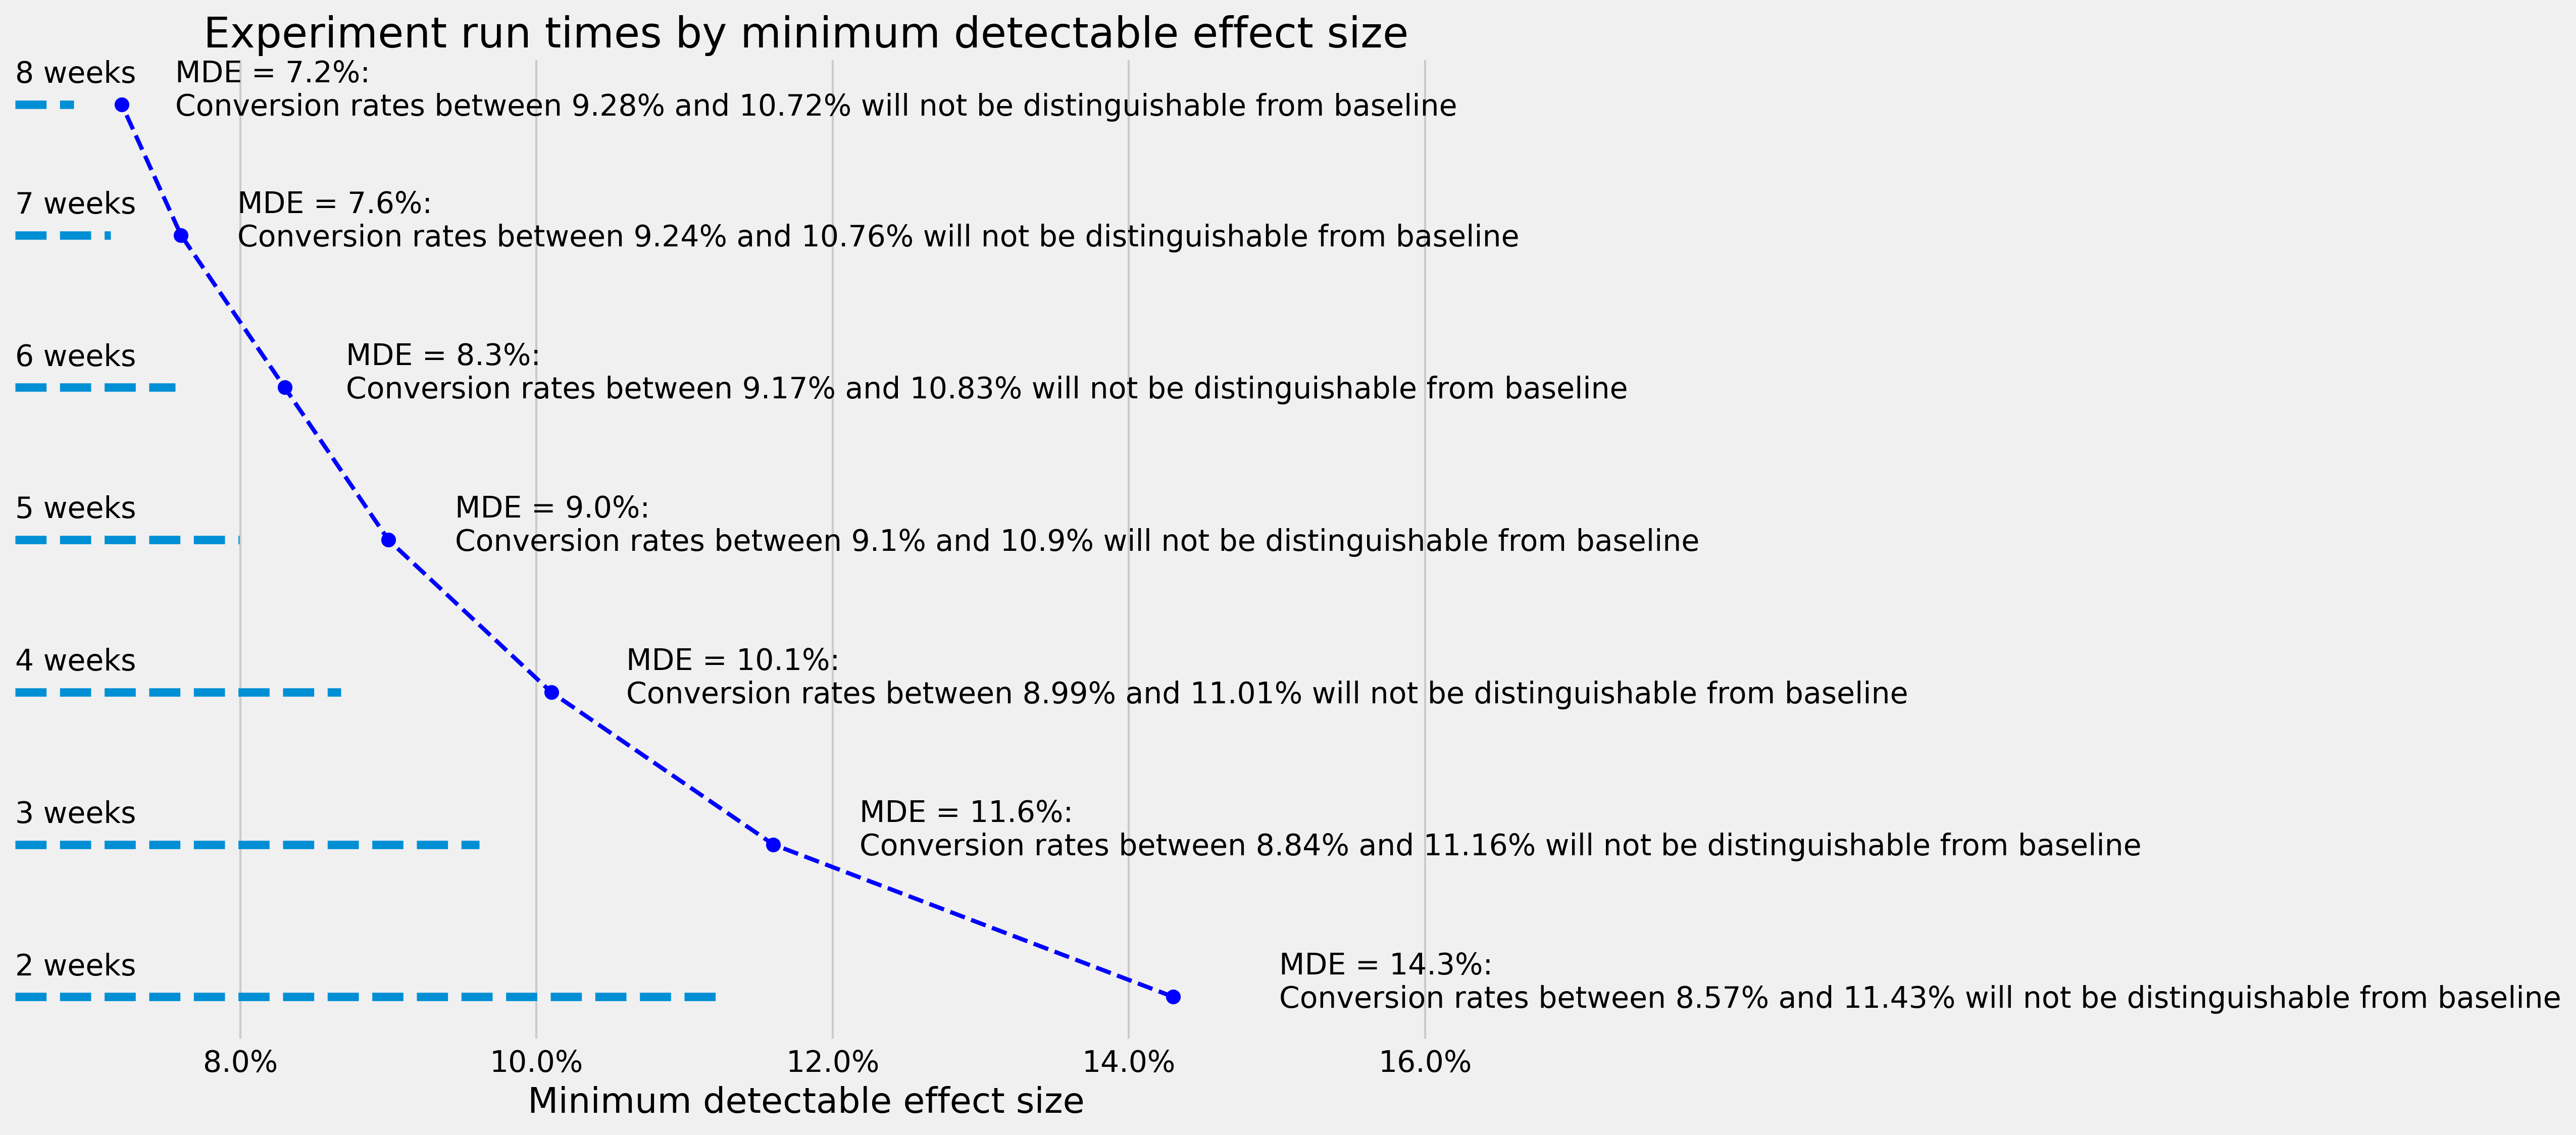 Experiment run times by minimum detectable effect size
8 weeks
MDE = 7.2%:
Conversion rates between 9.28% and 10.72% will not be distinguishable from baseline
7 weeks
MDE = 7.6%:
Conversion rates between 9.24% and 10.76% will not be distinguishable from baseline
6 weeks
MDE = 8.3%:
Conversion rates between 9.17% and 10.83% will not be distinguishable from baseline
5 weeks
MDE = 9.0%:
Conversion rates between 9.1% and 10.9% will not be distinguishable from baseline
4 weeks
MDE = 10.1%:
Conversion rates between 8.99% and 11.01% will not be distinguishable from baseline
3 weeks
MDE = 11.6%:
Conversion rates between 8.84% and 11.16% will not be distinguishable from baseline
2 weeks
MDE = 14.3%:
Conversion rates between 8.57% and 11.43% will not be distinguishable from baseline
8.0% 10.0% 12.0% 14.0% 16.0%
Minimum detectable effect size